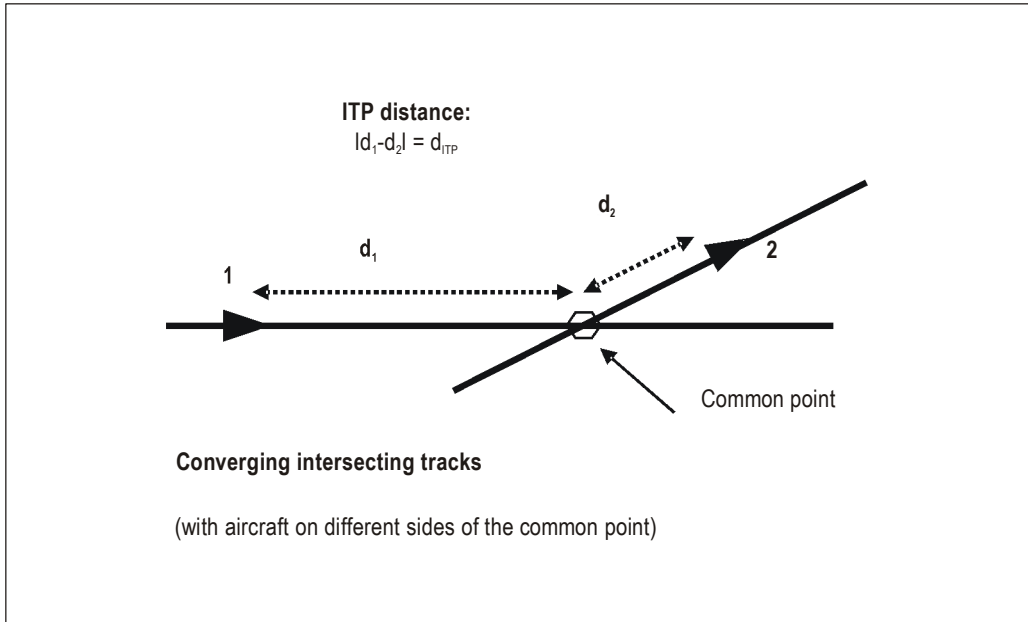 ITP distance:
|d₁-d₂| = d_ITP
d₂
d₁
2
1
Common point
Converging intersecting tracks
(with aircraft on different sides of the common point)